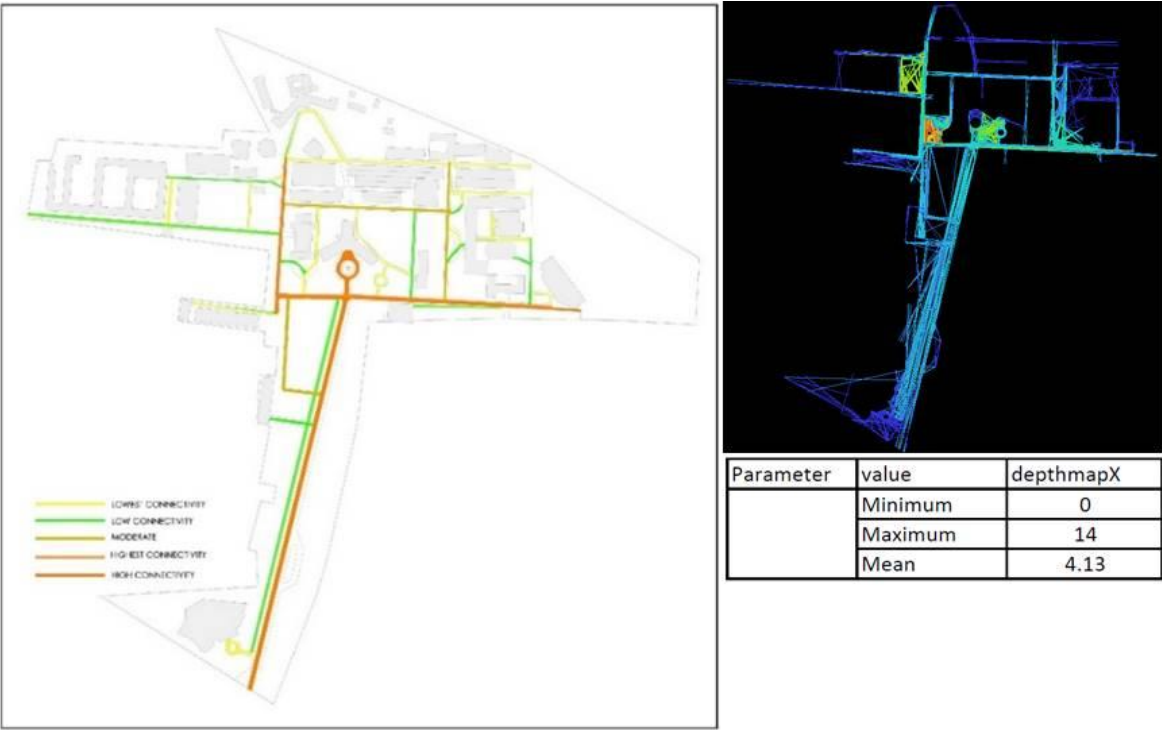 LOWEST CONNECTIVITY
LOW CONNECTIVITY
MODERATE
HIGHEST CONNECTIVITY
HIGH CONNECTIVITY
Parameter value depthmapX
Minimum 0
Maximum 14
Mean 4.13